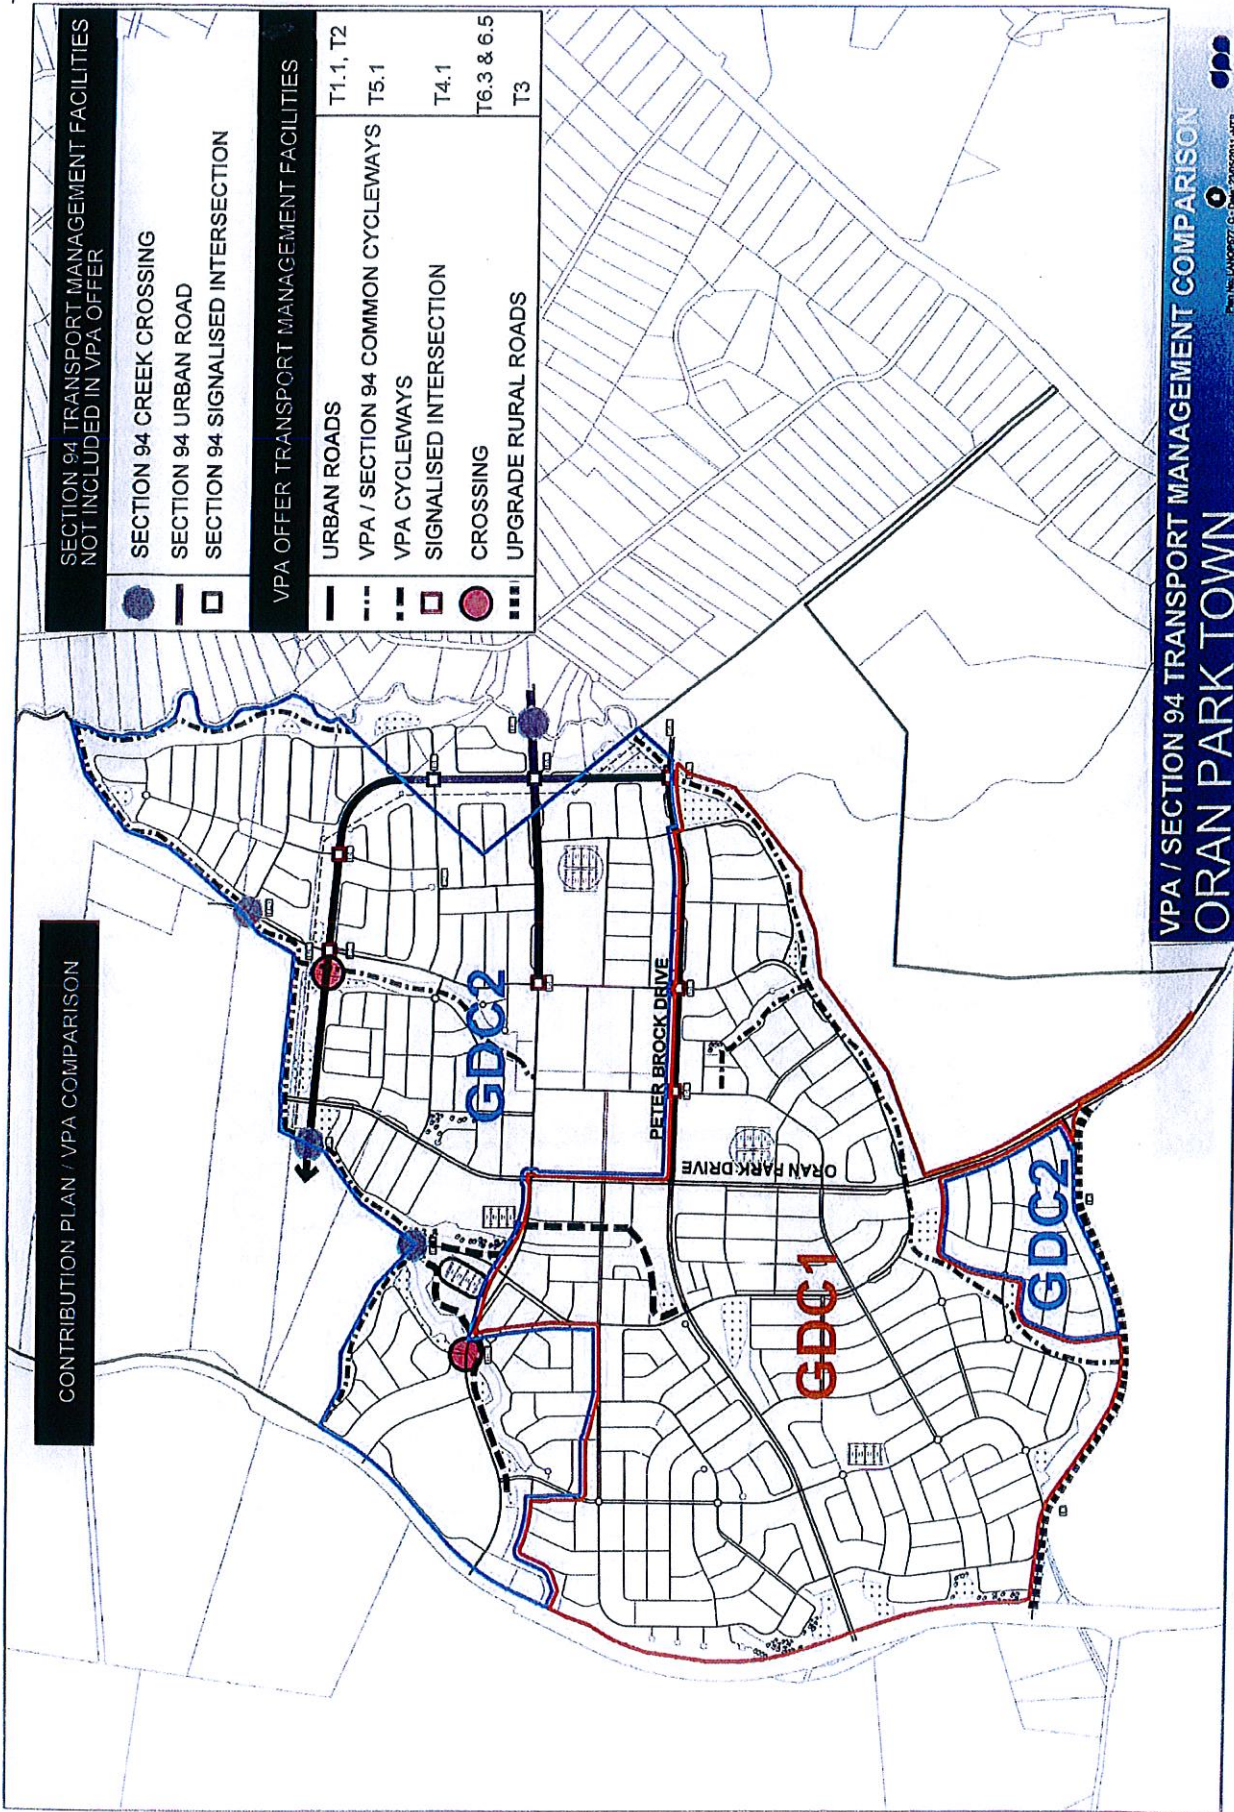 CONTRIBUTION PLAN / VPA COMPARISON
SECTION 94 TRANSPORT MANAGEMENT FACILITIES
NOT INCLUDED IN VPA OFFER
SECTION 94 CREEK CROSSING
SECTION 94 URBAN ROAD
SECTION 94 SIGNALISED INTERSECTION
VPA OFFER TRANSPORT MANAGEMENT FACILITIES
URBAN ROADS T1.1, T2
VPA / SECTION 94 COMMON CYCLEWAYS T5.1
VPA CYCLEWAYS
SIGNALISED INTERSECTION T4.1
CROSSING T6.3 & 6.5
UPGRADE RURAL ROADS T3
GDC2
PETER BROCK DRIVE
ORAN PARK DRIVE
GDC1
GDC2
VPA / SECTION 94 TRANSPORT MANAGEMENT COMPARISON
ORAN PARK TOWN
dps